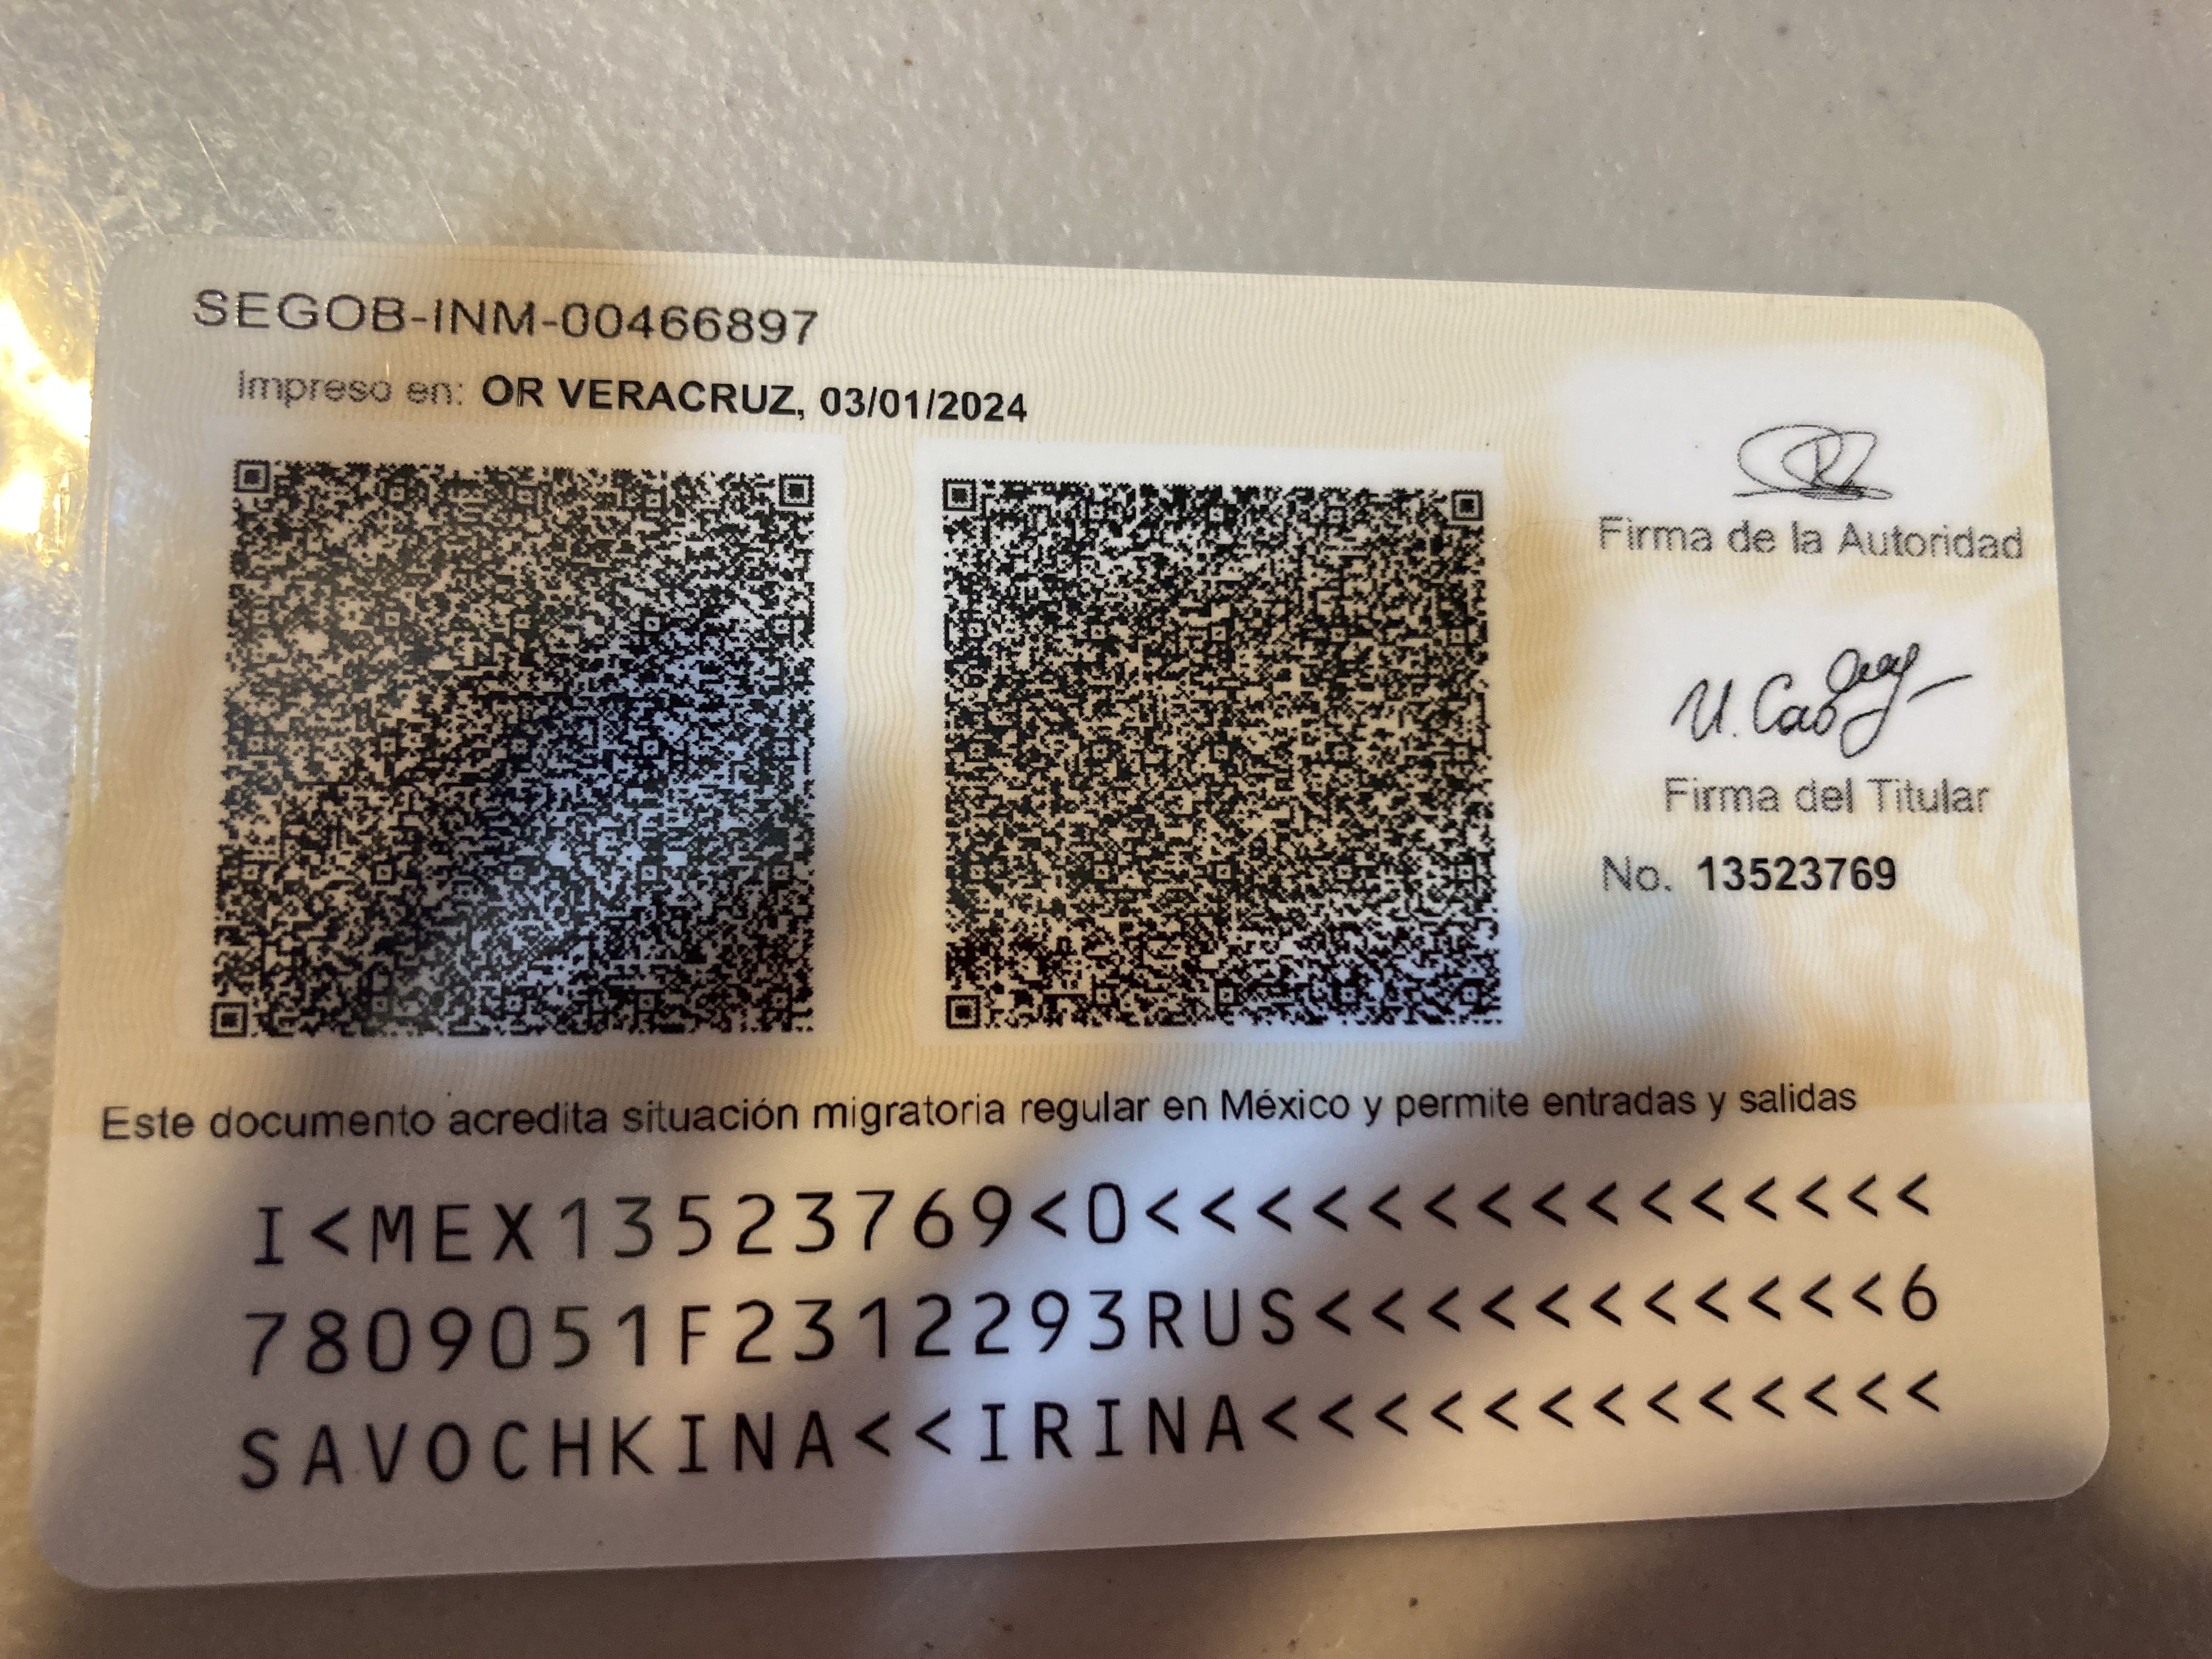 SEGOB-INM-00466897
Impreso en: OR VERACRUZ, 03/01/2024
Firma de la Autoridad
И. Сав
Firma del Titular
No. 13523769
Este documento acredita situación migratoria regular en México y permite entradas y salidas
I<MEX13523769<0<<<<<<<<<<<<<<<
7809051F2312293RUS<<<<<<<<<<<6
SAVOCHKINA<<IRINA<<<<<<<<<<<<<